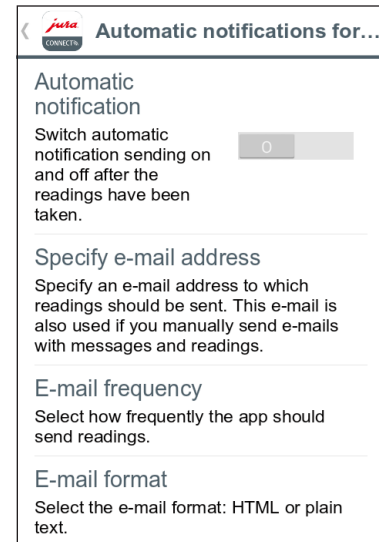 jura
CONNECT
Automatic notifications for...
Automatic
notification
Switch automatic
notification sending on
and off after the
readings have been
taken.
0
Specify e-mail address
Specify an e-mail address to which
readings should be sent. This e-mail is
also used if you manually send e-mails
with messages and readings.
E-mail frequency
Select how frequently the app should
send readings.
E-mail format
Select the e-mail format: HTML or plain
text.